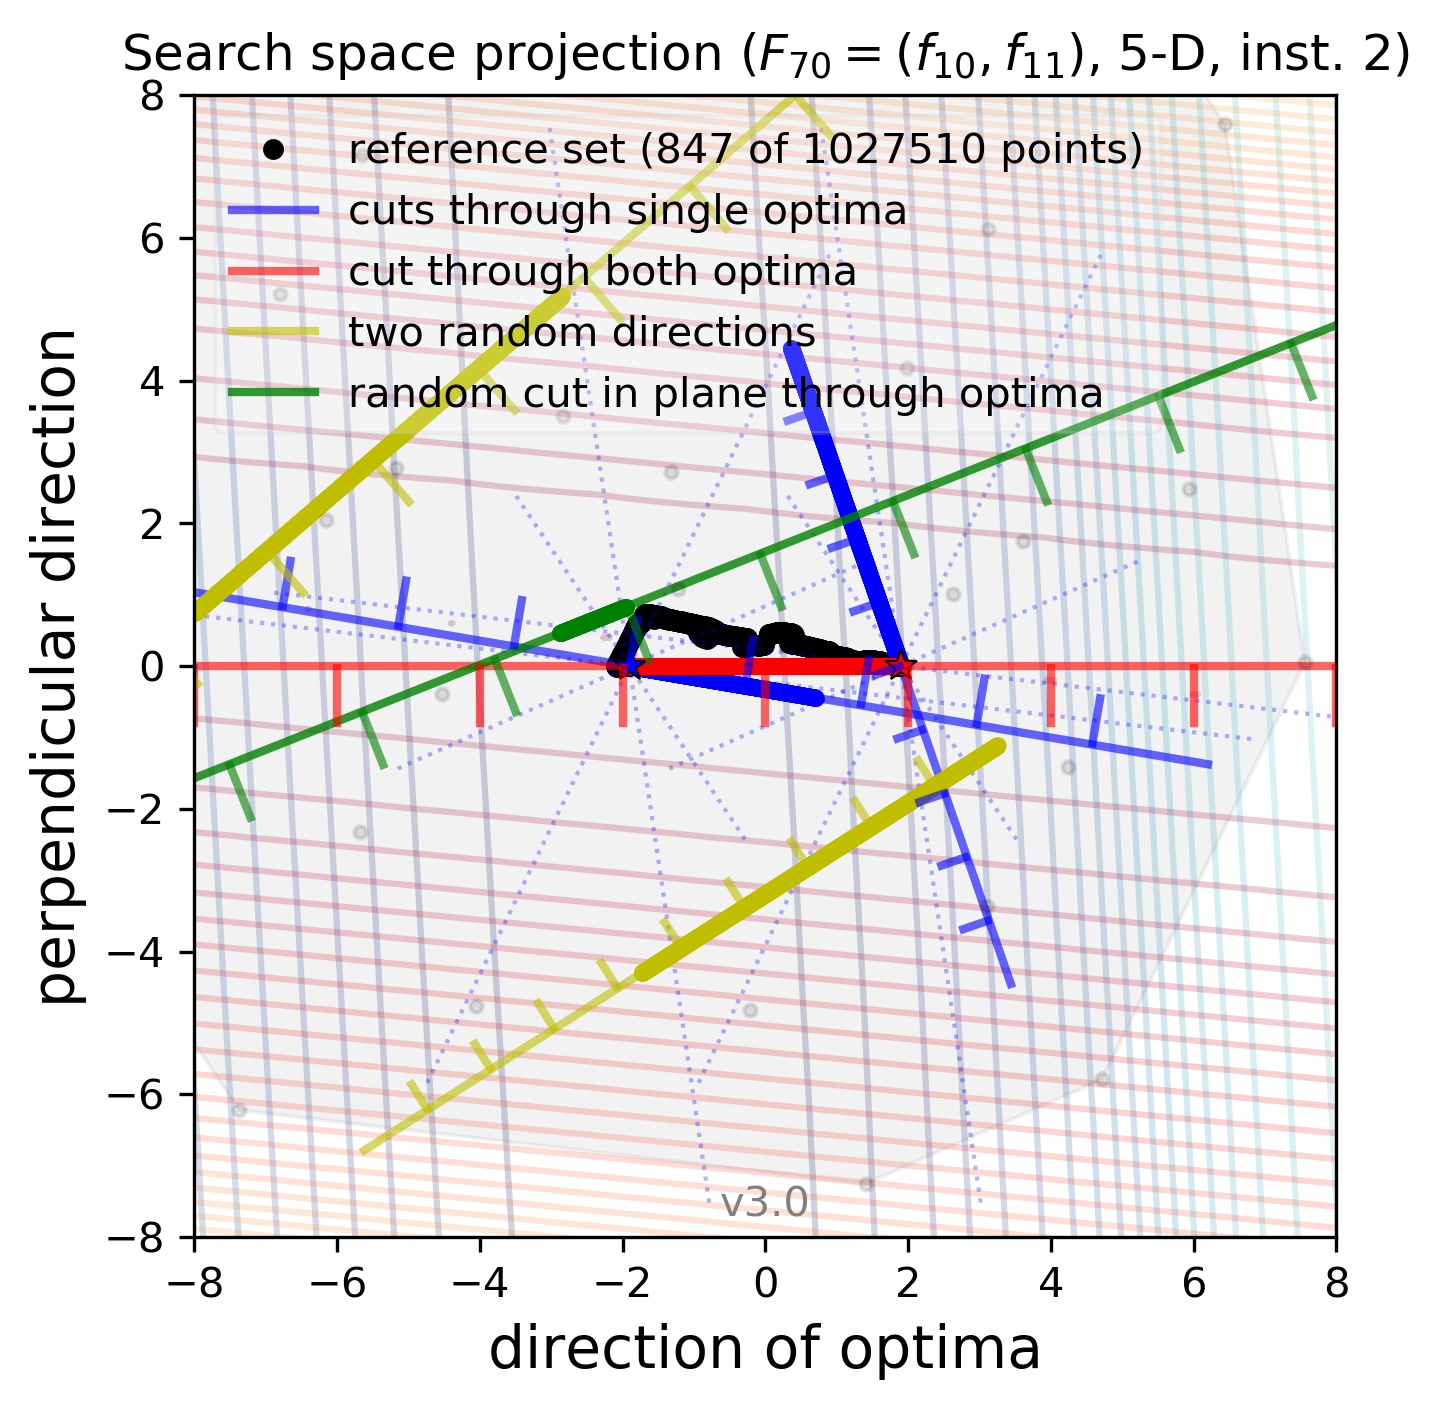 Search space projection (F₇₀ = (f₁₀, f₁₁), 5-D, inst. 2)
8
6
4
2
0
−2
−4
−6
−8
perpendicular direction
reference set (847 of 1027510 points)
cuts through single optima
cut through both optima
two random directions
random cut in plane through optima
v3.0
−8 −6 −4 −2 0 2 4 6 8
direction of optima